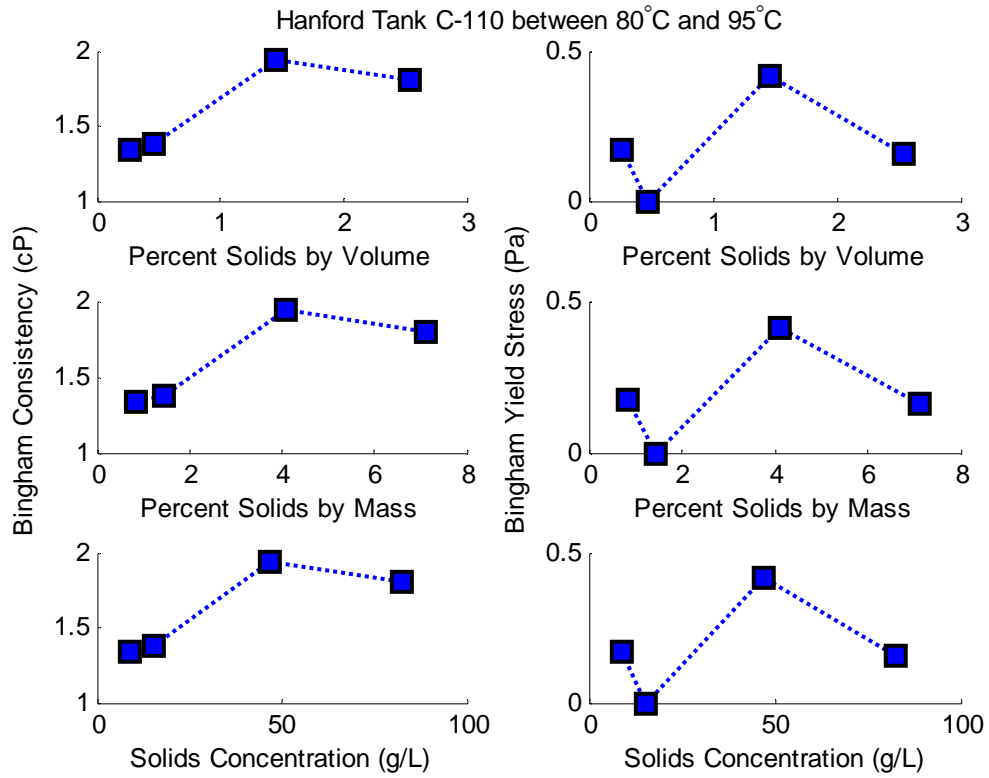 Hanford Tank C-110 between 80°C and 95°C
Bingham Consistency (cP)
2
1.5
1
0 1 2 3
Percent Solids by Volume
2
1.5
1
0 2 4 6 8
Percent Solids by Mass
2
1.5
1
0 50 100
Solids Concentration (g/L)
Bingham Yield Stress (Pa)
0.5
0
0 1 2 3
Percent Solids by Volume
0.5
0
0 2 4 6 8
Percent Solids by Mass
0.5
0
0 50 100
Solids Concentration (g/L)